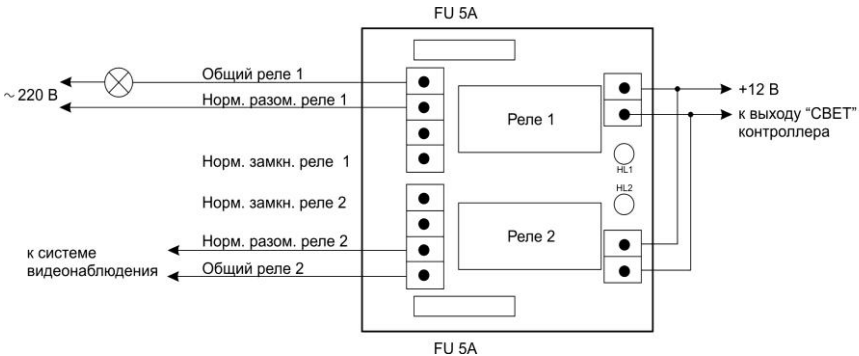 FU 5A
Общий реле 1
~ 220 В
Норм. разом. реле 1
Норм. замкн. реле 1
Реле 1
+12 В
к выходу “СВЕТ”
контроллера
HL1
HL2
Норм. замкн. реле 2
Норм. разом. реле 2
Общий реле 2
Реле 2
к системе
видеонаблюдения
FU 5A